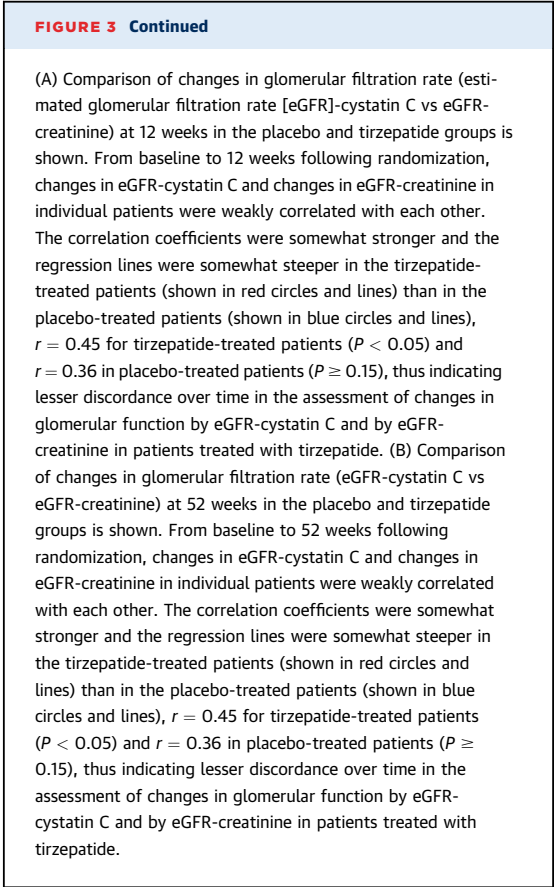 FIGURE 3 Continued
(A) Comparison of changes in glomerular filtration rate (esti-
mated glomerular filtration rate [eGFR]-cystatin C vs eGFR-
creatinine) at 12 weeks in the placebo and tirzepatide groups is
shown. From baseline to 12 weeks following randomization,
changes in eGFR-cystatin C and changes in eGFR-creatinine in
individual patients were weakly correlated with each other.
The correlation coefficients were somewhat stronger and the
regression lines were somewhat steeper in the tirzepatide-
treated patients (shown in red circles and lines) than in the
placebo-treated patients (shown in blue circles and lines),
r = 0.45 for tirzepatide-treated patients (P < 0.05) and
r = 0.36 in placebo-treated patients (P ≥ 0.15), thus indicating
lesser discordance over time in the assessment of changes in
glomerular function by eGFR-cystatin C and by eGFR-
creatinine in patients treated with tirzepatide. (B) Comparison
of changes in glomerular filtration rate (eGFR-cystatin C vs
eGFR-creatinine) at 52 weeks in the placebo and tirzepatide
groups is shown. From baseline to 52 weeks following
randomization, changes in eGFR-cystatin C and changes in
eGFR-creatinine in individual patients were weakly correlated
with each other. The correlation coefficients were somewhat
stronger and the regression lines were somewhat steeper in
the tirzepatide-treated patients (shown in red circles and
lines) than in the placebo-treated patients (shown in blue
circles and lines), r = 0.45 for tirzepatide-treated patients
(P < 0.05) and r = 0.36 in placebo-treated patients (P ≥
0.15), thus indicating lesser discordance over time in the
assessment of changes in glomerular function by eGFR-
cystatin C and by eGFR-creatinine in patients treated with
tirzepatide.